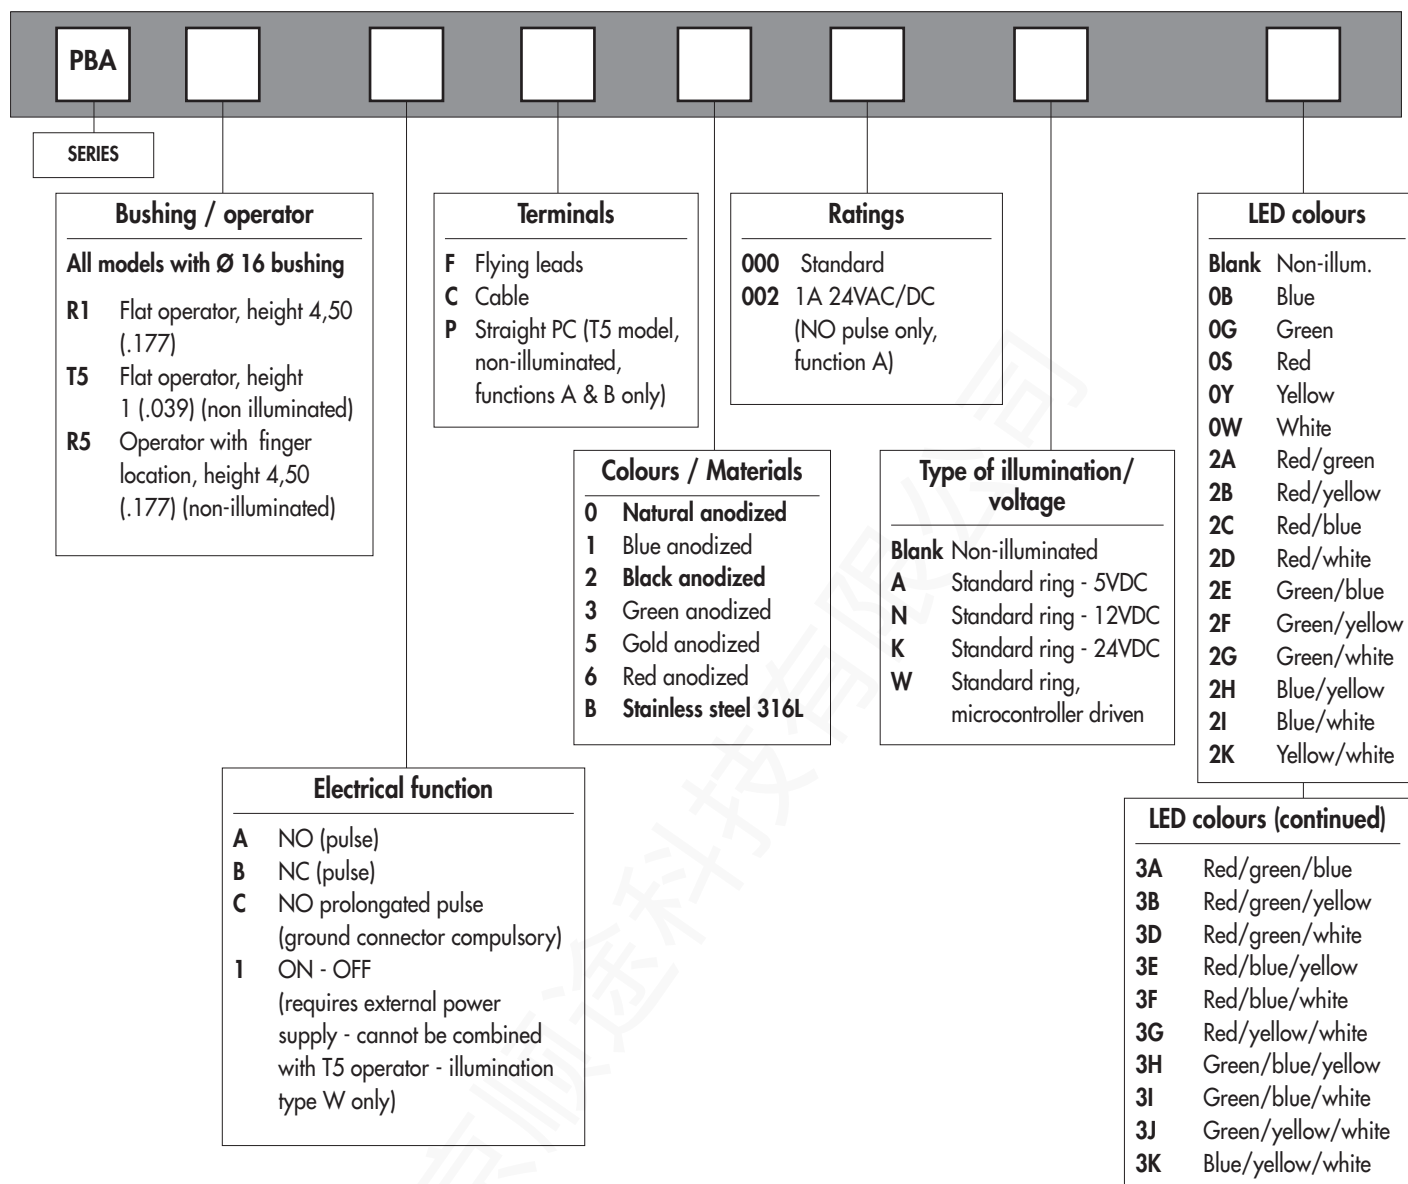 PBA
SERIES
Bushing / operator
All models with Ø 16 bushing
R1 Flat operator, height 4,50
(.177)
T5 Flat operator, height
1 (.039) (non illuminated)
R5 Operator with finger
location, height 4,50
(.177) (non-illuminated)
Electrical function
A NO (pulse)
B NC (pulse)
C NO prolongated pulse
(ground connector compulsory)
1 ON - OFF
(requires external power
supply - cannot be combined
with T5 operator - illumination
type W only)
Terminals
F Flying leads
C Cable
P Straight PC (T5 model,
non-illuminated,
functions A & B only)
Colours / Materials
0 Natural anodized
1 Blue anodized
2 Black anodized
3 Green anodized
5 Gold anodized
6 Red anodized
B Stainless steel 316L
Ratings
000 Standard
002 1A 24VAC/DC
(NO pulse only,
function A)
Type of illumination/
voltage
Blank Non-illuminated
A Standard ring - 5VDC
N Standard ring - 12VDC
K Standard ring - 24VDC
W Standard ring,
microcontroller driven
LED colours
Blank Non-illum.
0B Blue
0G Green
0S Red
0Y Yellow
0W White
2A Red/green
2B Red/yellow
2C Red/blue
2D Red/white
2E Green/blue
2F Green/yellow
2G Green/white
2H Blue/yellow
2I Blue/white
2K Yellow/white
LED colours (continued)
3A Red/green/blue
3B Red/green/yellow
3D Red/green/white
3E Red/blue/yellow
3F Red/blue/white
3G Red/yellow/white
3H Green/blue/yellow
3I Green/blue/white
3J Green/yellow/white
3K Blue/yellow/white
京顺途科技有限公司